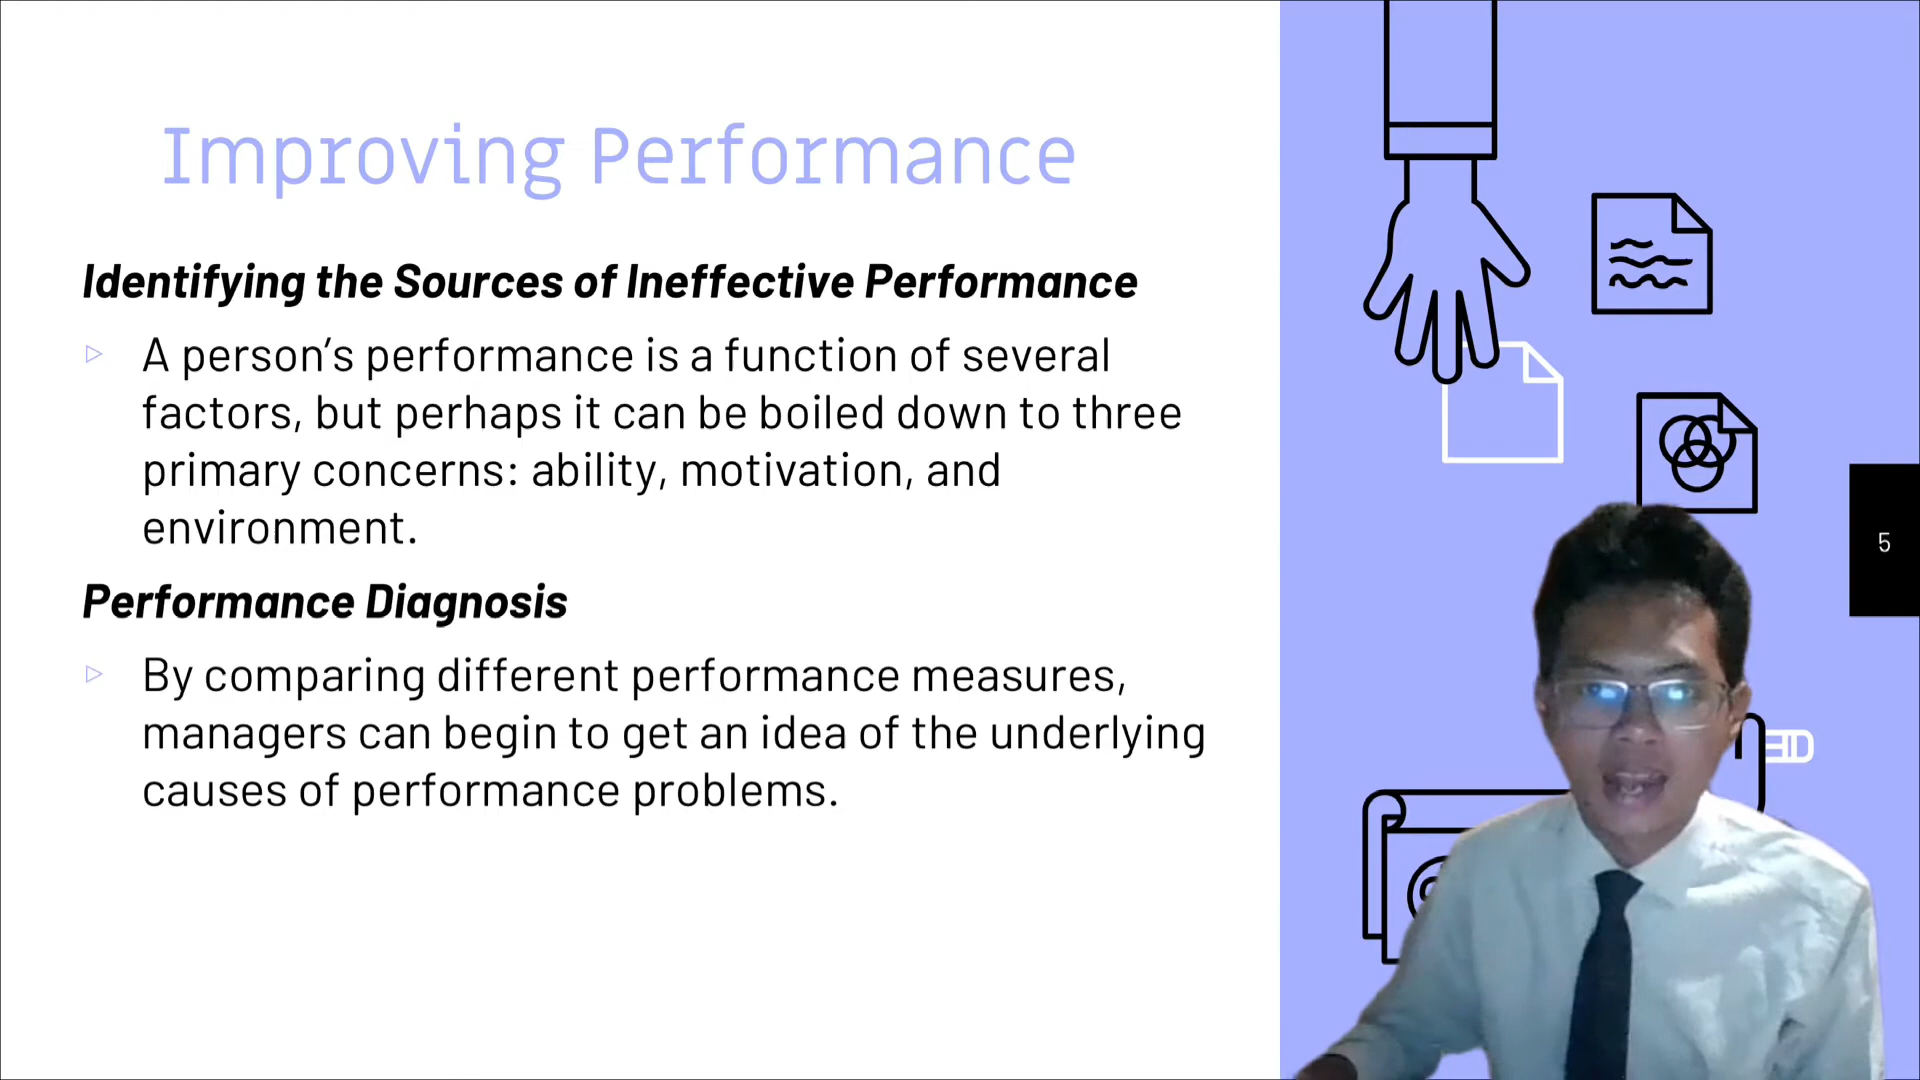 Improving Performance
Identifying the Sources of Ineffective Performance
▹ A person’s performance is a function of several
factors, but perhaps it can be boiled down to three
primary concerns: ability, motivation, and
environment.
Performance Diagnosis
▹ By comparing different performance measures,
managers can begin to get an idea of the underlying
causes of performance problems.
5